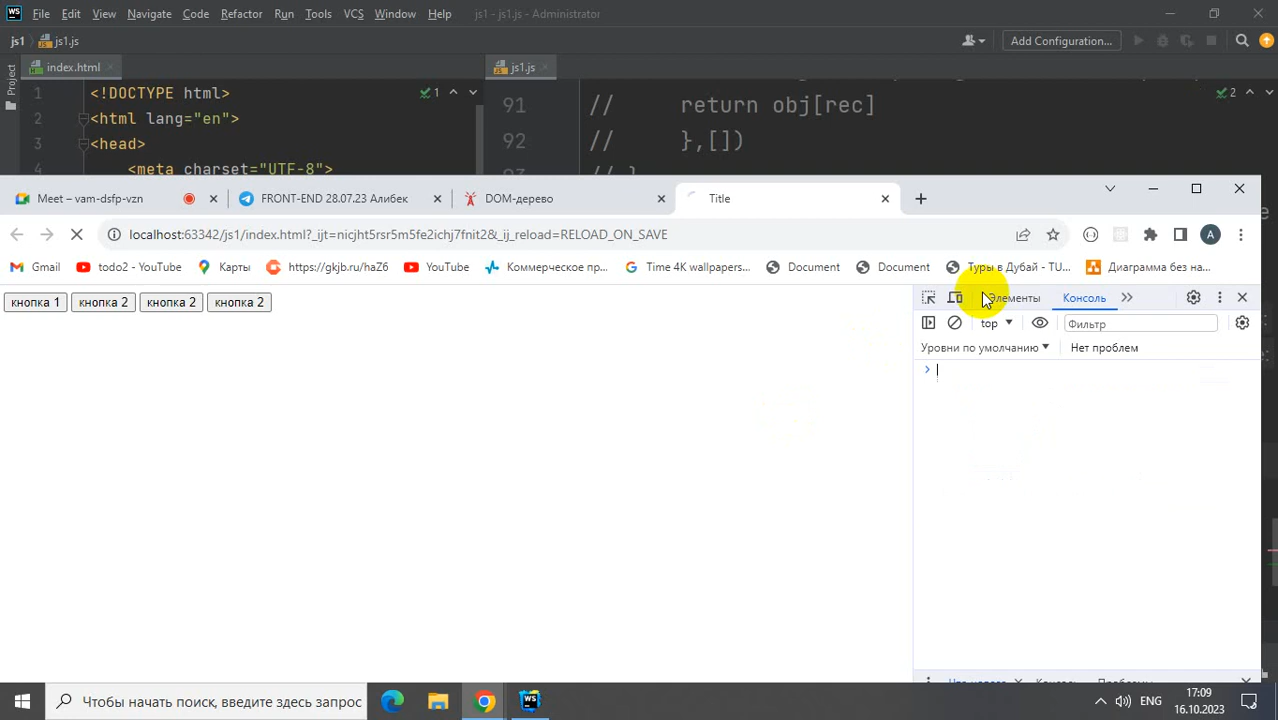 File Edit View Navigate Code Refactor Run Tools VCS Window Help js1 - js1.js - Administrator
js1 js1.js Add Configuration...
Project index.html js1.js
1 <!DOCTYPE html> 1 91 // return obj[rec] 2
2 <html lang="en"> 92 // },[])
3 <head>
4 <meta charset="UTF-8">
Meet – vam-dsfp-vzn FRONT-END 28.07.23 Алибек DOM-дерево Title
localhost:63342/js1/index.html?_ijt=nicjht5rsr5m5fe2ichj7fnit2&_ij_reload=RELOAD_ON_SAVE A
Gmail todo2 - YouTube Карты https://gkjb.ru/haZ6 YouTube Коммерческое пр... Time 4K wallpapers... Document Document Туры в Дубай - TU... Диаграмма без на...
кнопка 1 кнопка 2 кнопка 2 кнопка 2 Элементы Консоль
top Фильтр
Уровни по умолчанию Нет проблем
Чтобы начать поиск, введите здесь запрос ENG 17:09
16.10.2023